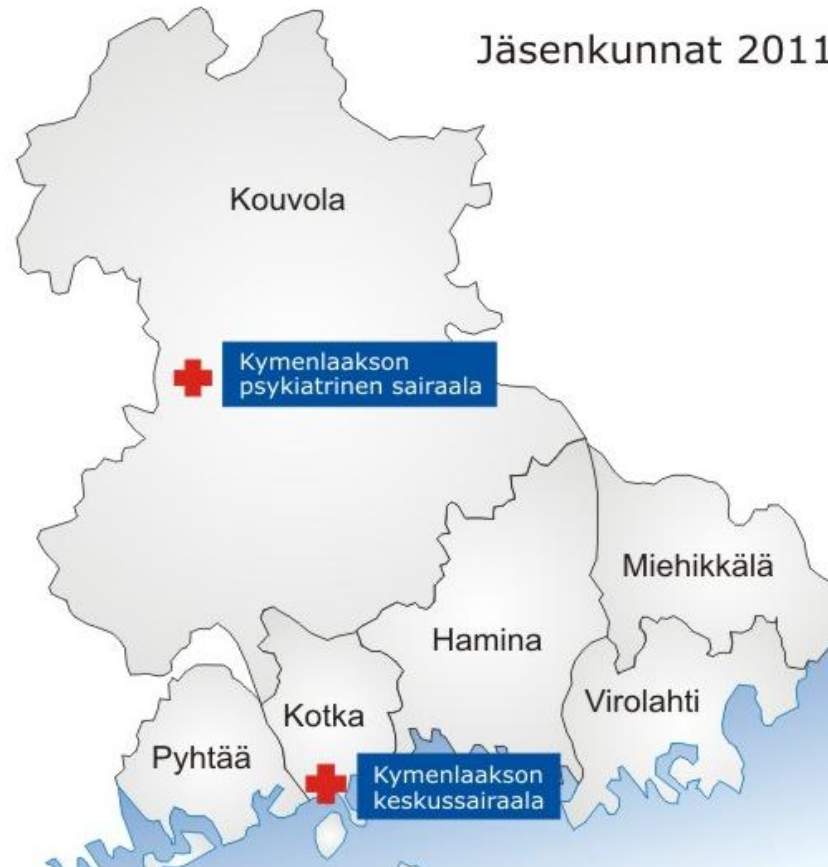 Jäsenkunnat 2011
Kouvola
Kymenlaakson
psykiatrinen sairaala
Miehikkälä
Hamina
Virolahti
Kotka
Pyhtää
Kymenlaakson
keskussairaala